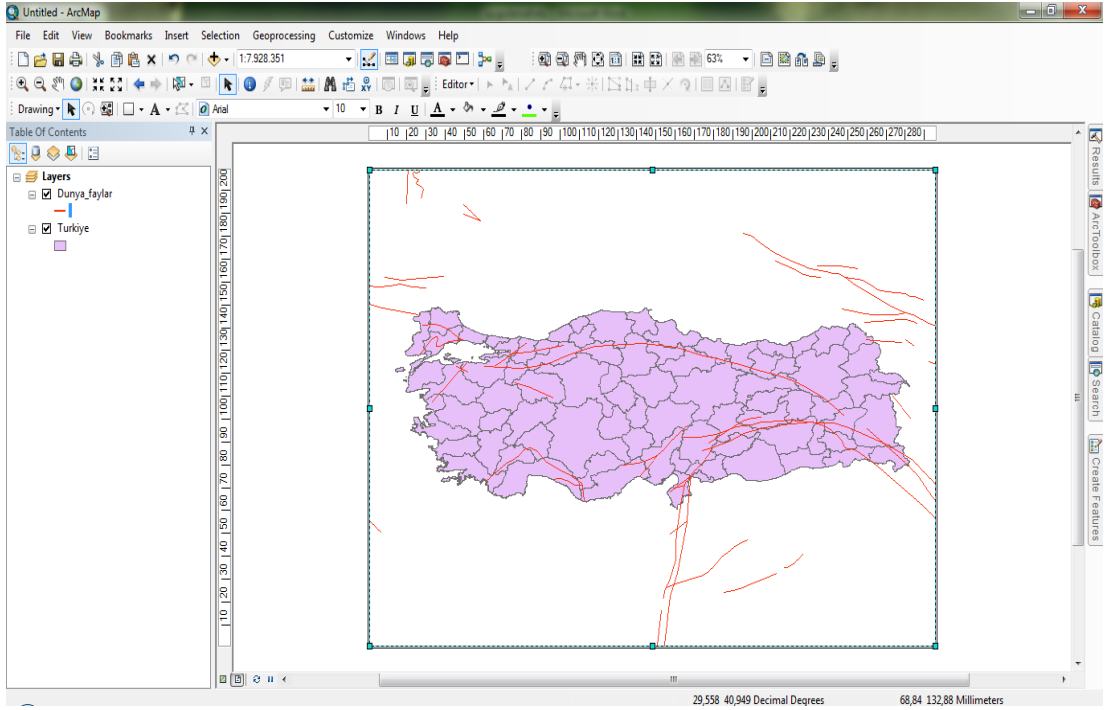 Untitled - ArcMap
File Edit View Bookmarks Insert Selection Geoprocessing Customize Windows Help
1:7.928.351 63%
Editor
Drawing A Arial 10 B I U A
Table Of Contents
Layers
Dunya_faylar
Turkiye
10 20 30 40 50 60 70 80 90 100 110 120 130 140 150 160 170 180 190 200 210 220 230 240 250 260 270 280
200
190
180
170
160
150
140
130
120
110
100
90
80
70
60
50
40
30
20
10
Results
ArcToolbox
Catalog
Search
Create Features
29,558 40,949 Decimal Degrees 68,84 132,88 Millimeters